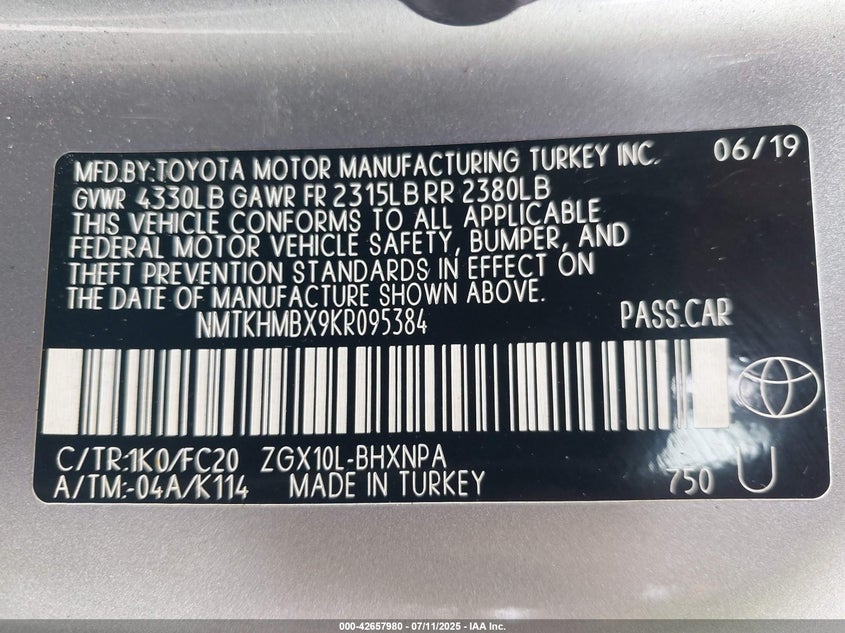 MFD.BY:TOYOTA MOTOR MANUFACTURING TURKEY INC. 06/19
GVWR 4330LB GAWR FR 2315LB RR 2380LB
THIS VEHICLE CONFORMS TO ALL APPLICABLE
FEDERAL MOTOR VEHICLE SAFETY, BUMPER, AND
THEFT PREVENTION STANDARDS IN EFFECT ON
THE DATE OF MANUFACTURE SHOWN ABOVE.
NMTKHMBX9KR095384 PASS.CAR
C/TR:1K0/FC20 ZGX10L-BHXNPA
A/TM:-04A/K114 MADE IN TURKEY 750 U
000-42657980 - 07/11/2025 - IAA Inc.